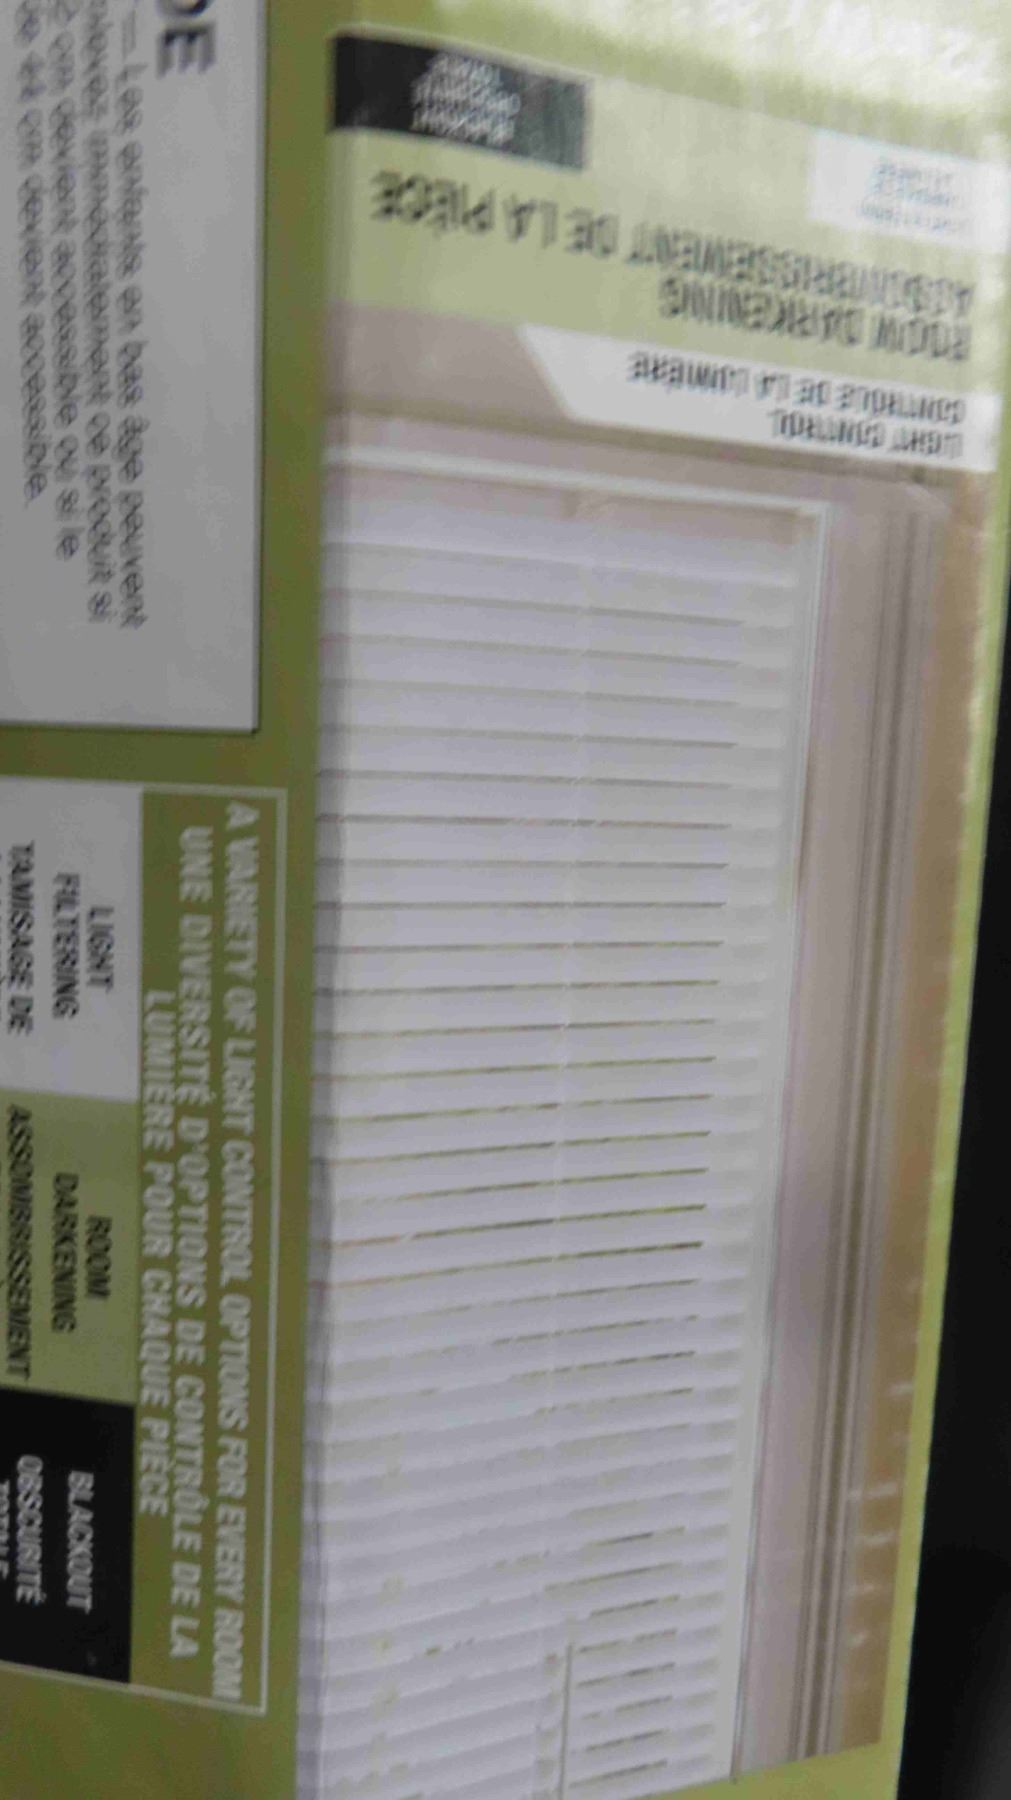 DE
Les enfants en bas âge peuvent
immédiatement ce produit si
cm devient accessible ou si le
cm devient accessible.
A VARIETY OF LIGHT CONTROL OPTIONS FOR EVERY ROOM
UNE DIVERSITÉ D'OPTIONS DE CONTRÔLE DE LA
LUMIÈRE POUR CHAQUE PIÈCE
LIGHT
FILTERING
TAMISAGE DE
ROOM
DARKENING
ASSOMBRISSEMENT
BLACKOUT
OBSCURITÉ
LIGHT CONTROL
CONTRÔLE DE LA LUMIÈRE
ROOM DARKENING
ASSOMBRISSEMENT DE LA PIÈCE